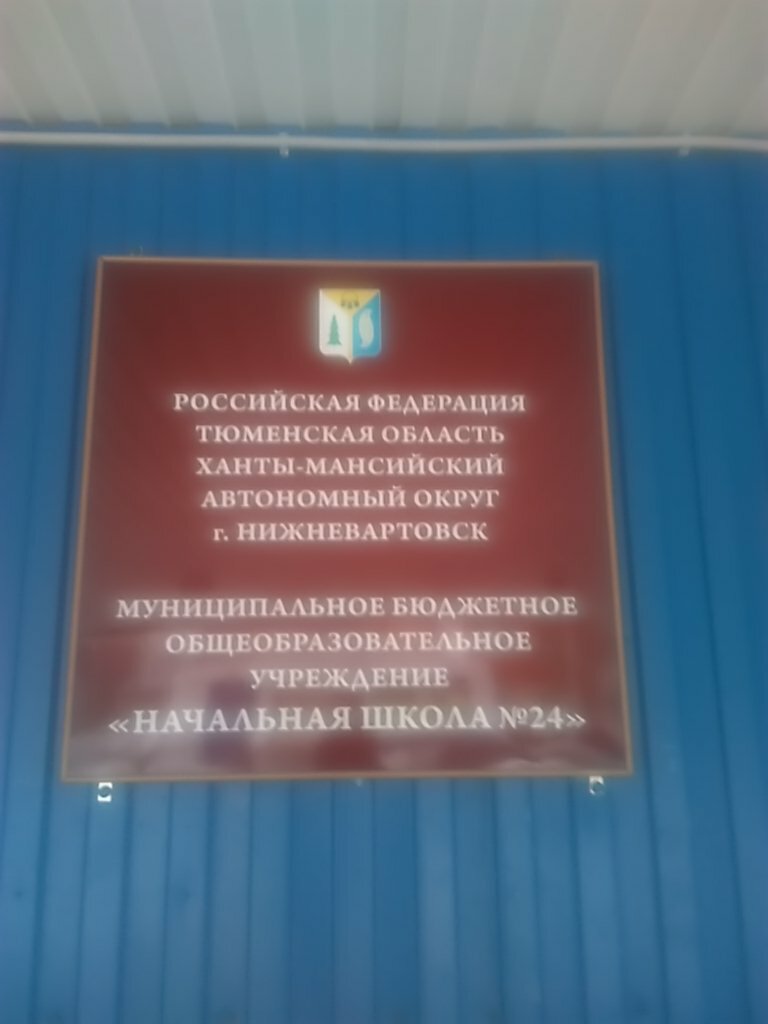 РОССИЙСКАЯ ФЕДЕРАЦИЯ
ТЮМЕНСКАЯ ОБЛАСТЬ
ХАНТЫ-МАНСИЙСКИЙ
АВТОНОМНЫЙ ОКРУГ
г. НИЖНЕВАРТОВСК
МУНИЦИПАЛЬНОЕ БЮДЖЕТНОЕ
ОБЩЕОБРАЗОВАТЕЛЬНОЕ
УЧРЕЖДЕНИЕ
«НАЧАЛЬНАЯ ШКОЛА №24»